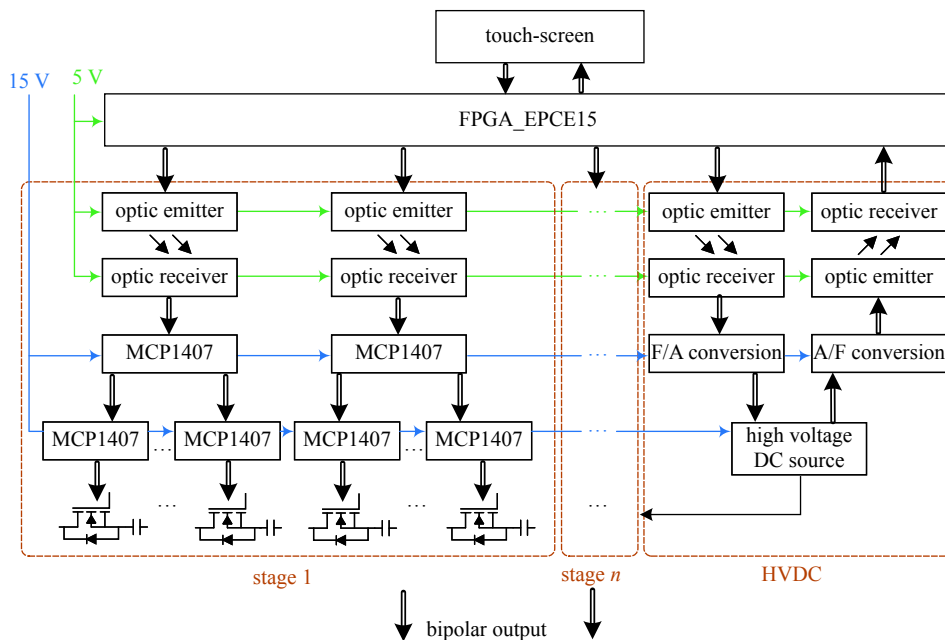 touch-screen
15 V
5 V
FPGA_EPCE15
optic emitter
optic emitter
optic emitter
optic receiver
...
optic receiver
optic receiver
optic receiver
optic emitter
...
MCP1407
MCP1407
F/A conversion
A/F conversion
...
MCP1407
MCP1407
MCP1407
MCP1407
high voltage
DC source
...
...
...
...
...
...
...
stage 1
stage n
HVDC
bipolar output